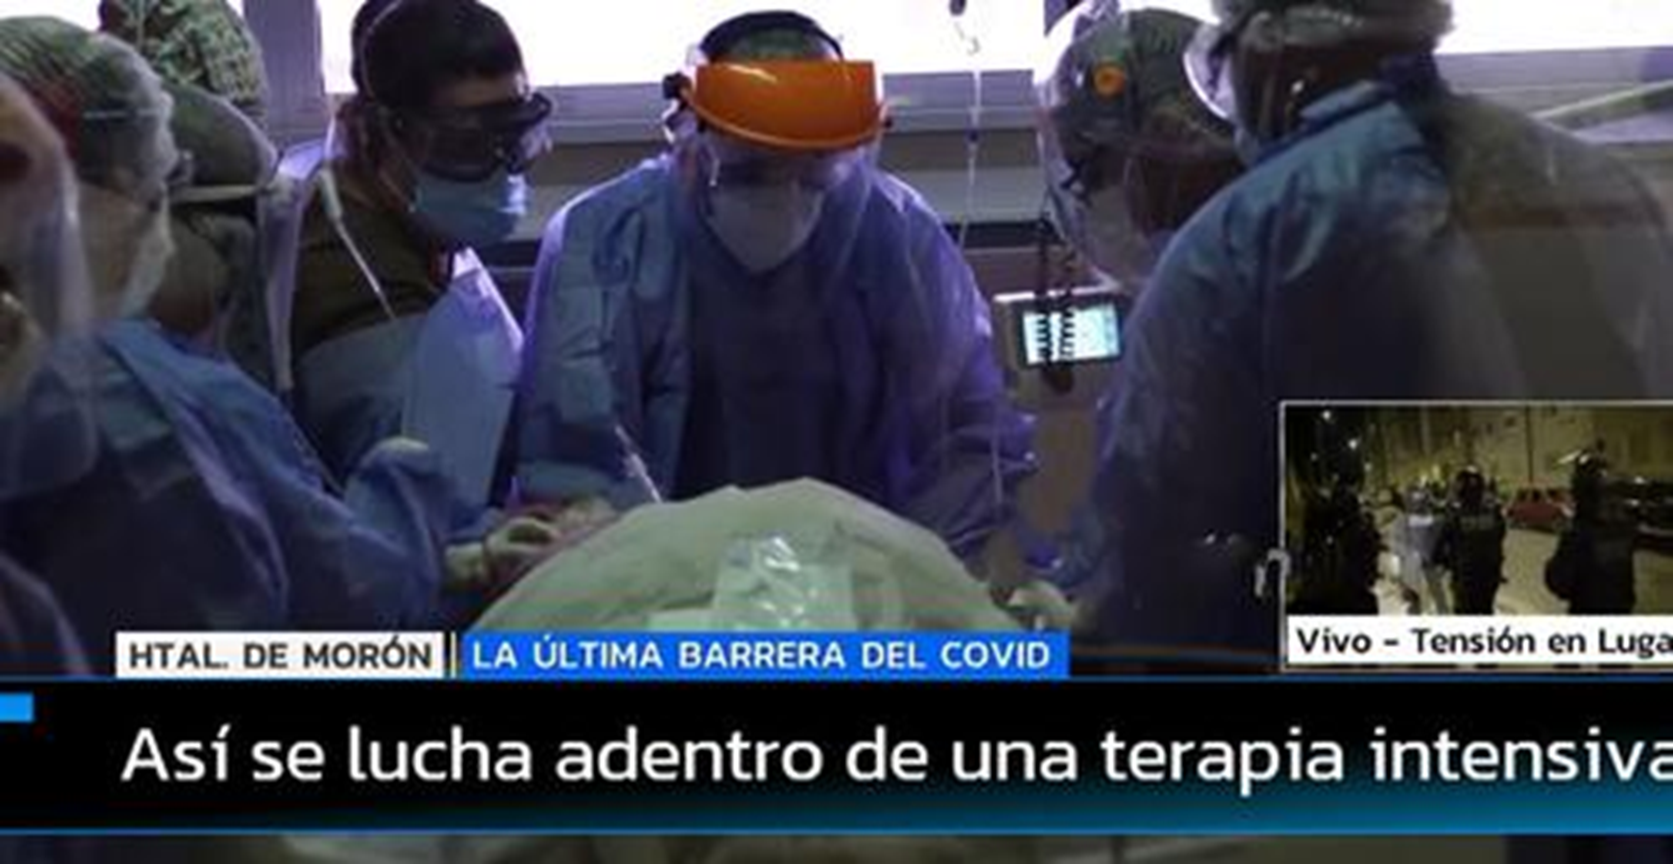 HTAL. DE MORÓN
LA ÚLTIMA BARRERA DEL COVID
Vivo - Tensión en Luga
Así se lucha adentro de una terapia intensiva